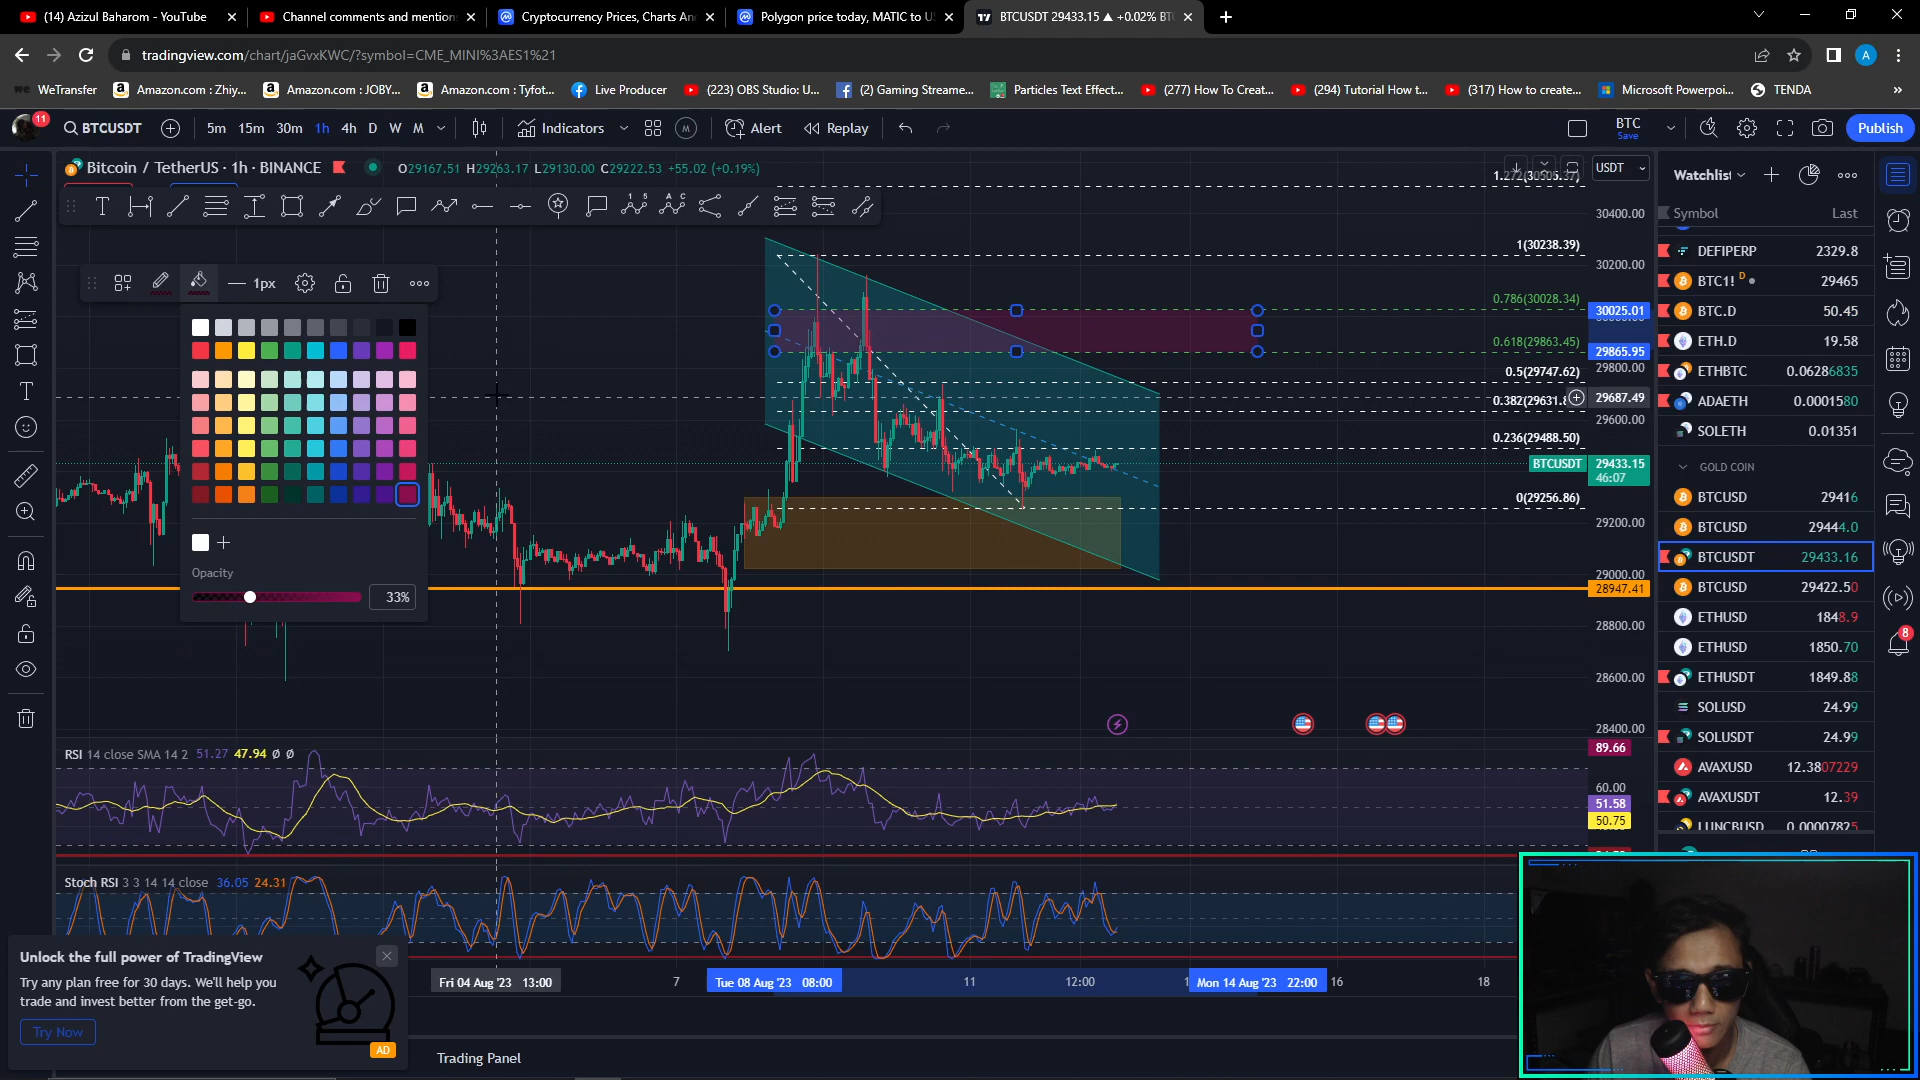 (14) Azizul Baharom - YouTube
Channel comments and mention
Cryptocurrency Prices, Charts An
Polygon price today, MATIC to U
BTCUSDT 29433.15 ▲ +0.02% BT
tradingview.com/chart/jaGvxKWC/?symbol=CME_MINI%3AES1%21
A
WeTransfer
Amazon.com : Zhiy...
Amazon.com : JOBY...
Amazon.com : Tyfot...
Live Producer
(223) OBS Studio: U...
(2) Gaming Streame...
Particles Text Effect...
(277) How To Creat...
(294) Tutorial How t...
(317) How to create...
Microsoft Powerpoi...
TENDA
11
BTCUSDT
5m 15m 30m 1h 4h D W M
Indicators
M
Alert
Replay
BTC
Save
Publish
Bitcoin / TetherUS · 1h · BINANCE
O29167.51 H29263.17 L29130.00 C29222.53 +55.02 (+0.19%)
USDT
1px
Opacity
33%
1.272(30505.37)
1(30238.39)
0.786(30028.34)
0.618(29863.45)
0.5(29747.62)
0.382(29631.8
0.236(29488.50)
0(29256.86)
30400.00
30200.00
30025.01
29865.95
29800.00
29687.49
29600.00
BTCUSDT 29433.15
46:07
29200.00
29000.00
28947.41
28800.00
28600.00
28400.00
Watchlist
Symbol Last
DEFIPERP 2329.8
BTC1! D 29465
BTC.D 50.45
ETH.D 19.58
ETHBTC 0.06286835
ADAETH 0.0001580
SOLETH 0.01351
GOLD COIN
BTCUSD 29416
BTCUSD 29444.0
BTCUSDT 29433.16
BTCUSD 29422.50
ETHUSD 1848.9
ETHUSD 1850.70
ETHUSDT 1849.88
SOLUSD 24.99
SOLUSDT 24.99
AVAXUSD 12.3807229
AVAXUSDT 12.39
LUNCBUSD 0.00007825
8
RSI 14 close SMA 14 2 51.27 47.94 Ø Ø
89.66
60.00
51.58
50.75
Stoch RSI 3 3 14 14 close 36.05 24.31
Unlock the full power of TradingView
Try any plan free for 30 days. We'll help you
trade and invest better from the get-go.
Try Now
AD
Fri 04 Aug '23 13:00
7
Tue 08 Aug '23 08:00
11
12:00
Mon 14 Aug '23 22:00
16
18
Trading Panel